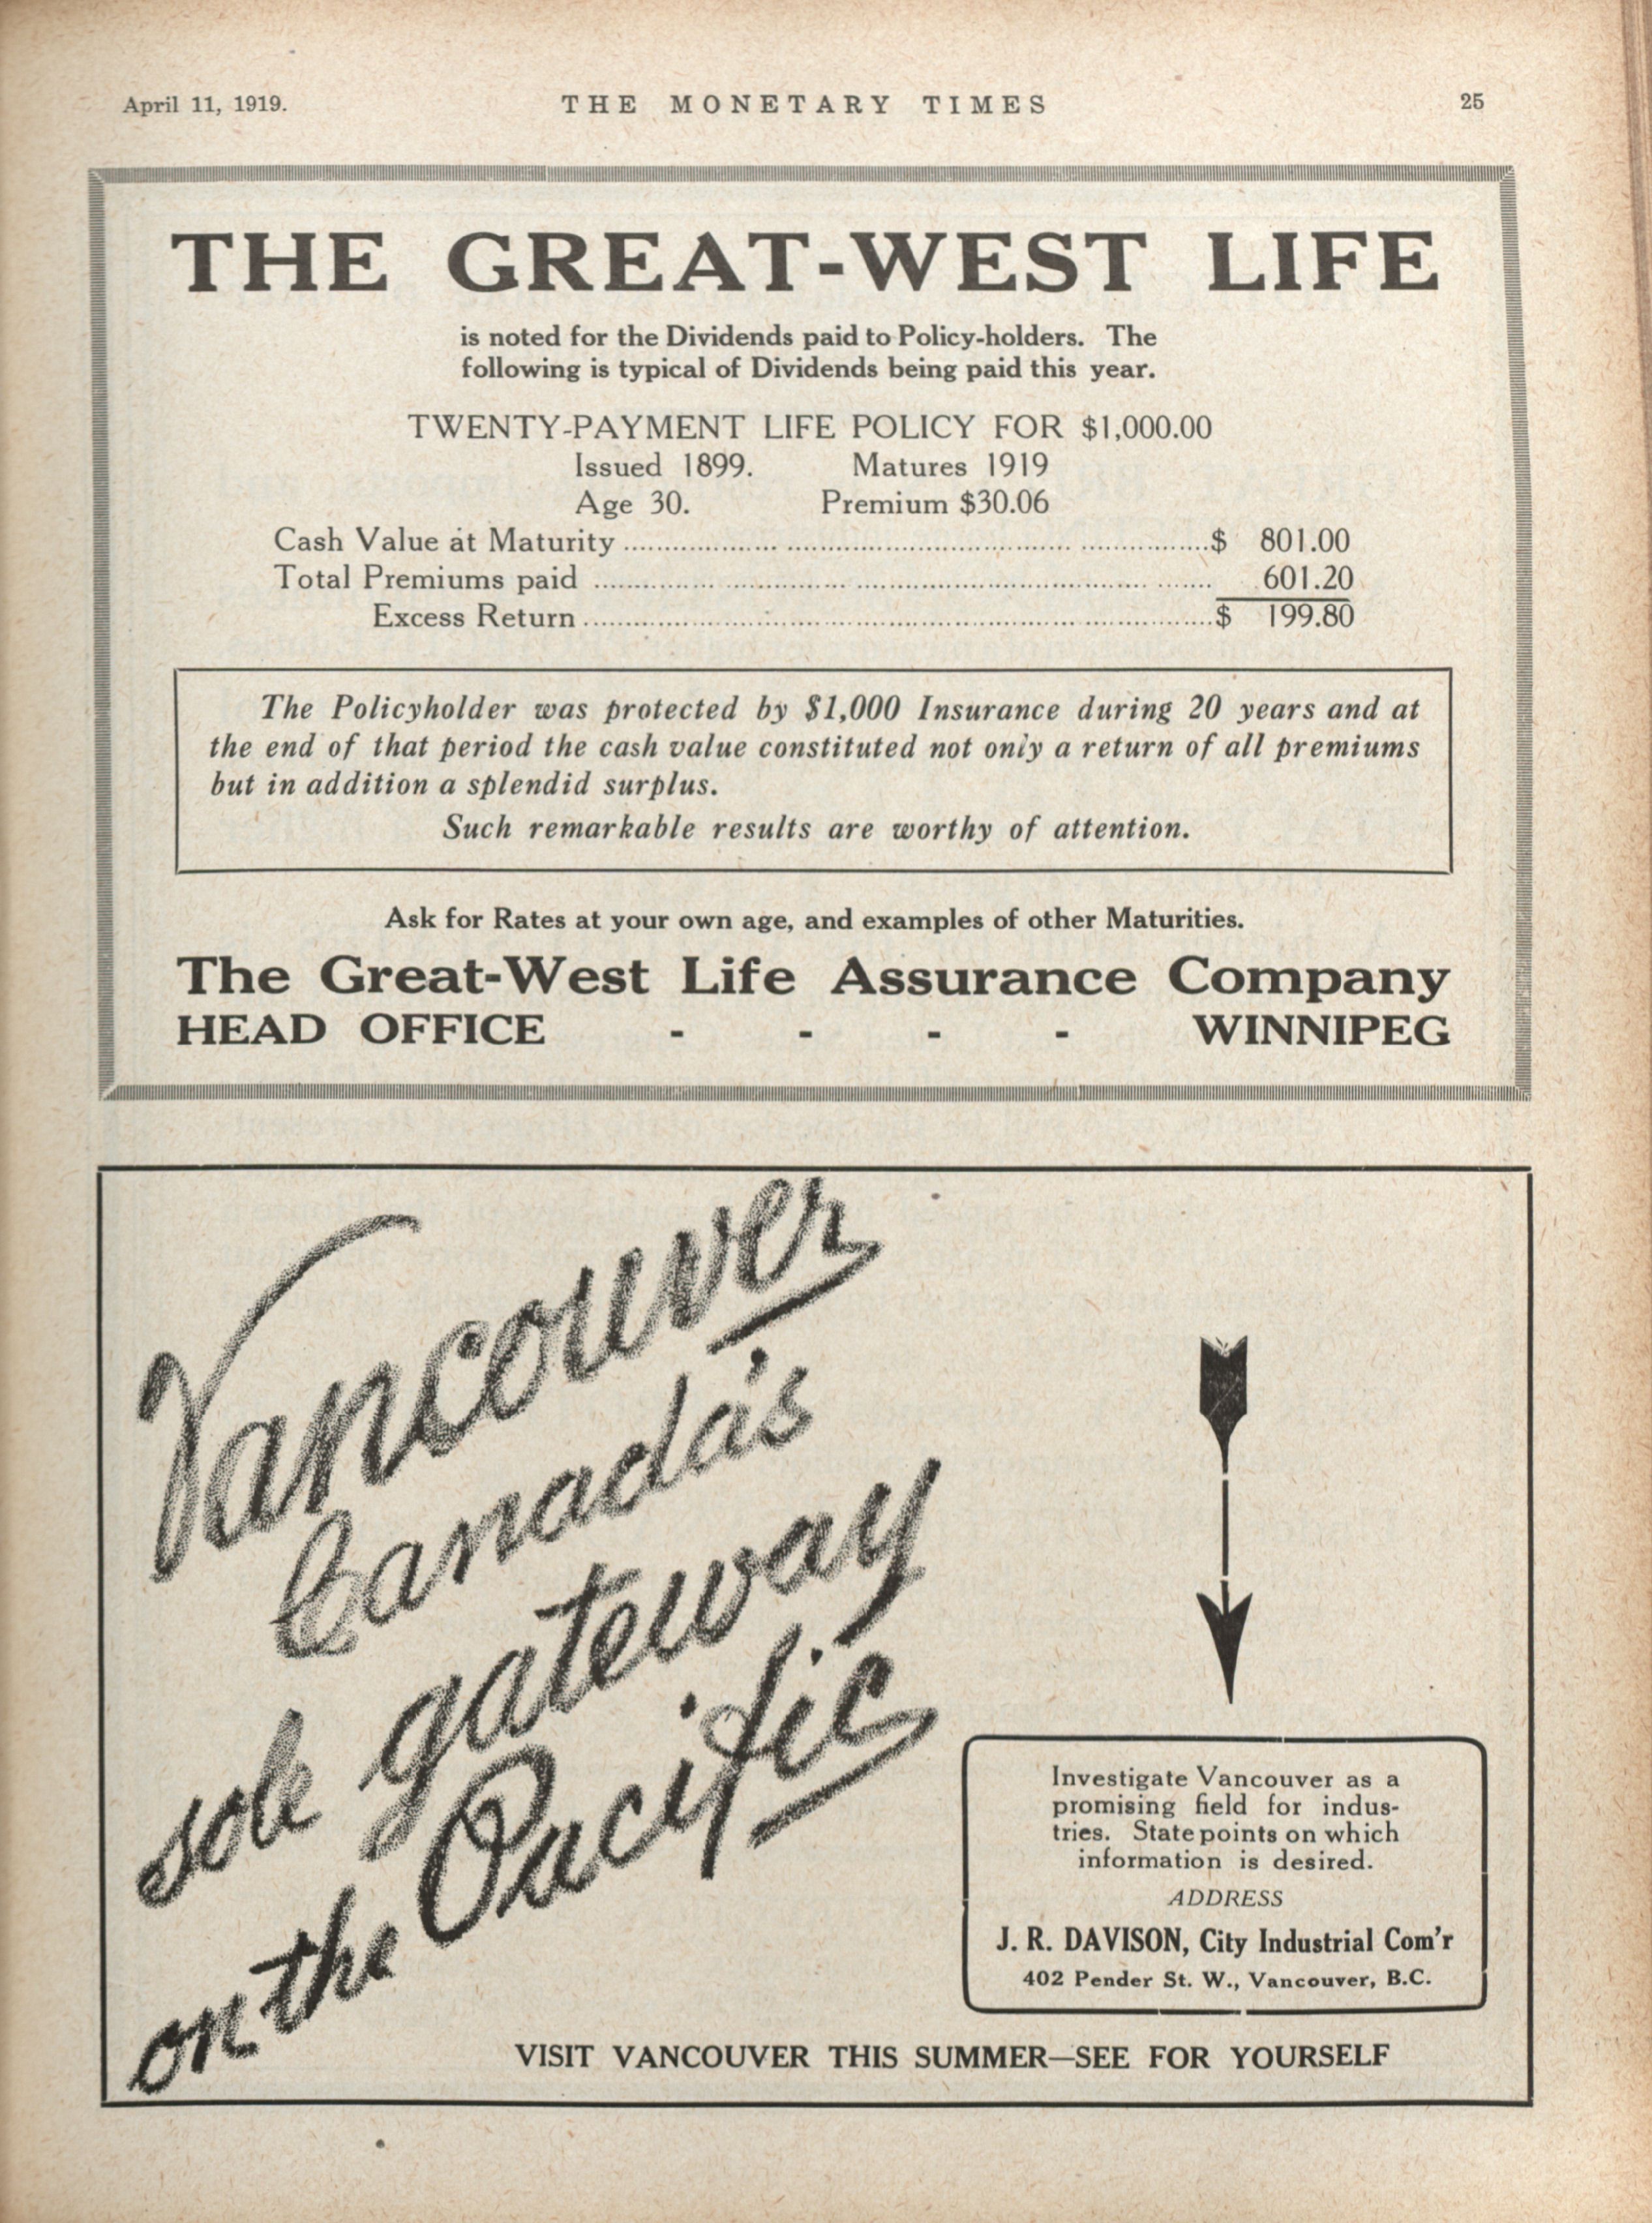 April 11, 1919.
THE MONETARY TIMES
25
THE GREAT-WEST LIFE
is noted for the Dividends paid to Policy-holders. The
following is typical of Dividends being paid this year.
TWENTY-PAYMENT LIFE POLICY FOR $1,000.00
Issued 1899. Matures 1919
Age 30. Premium $30.06
Cash Value at Maturity ........ $ 801.00
Total Premiums paid ........ 601.20
Excess Return ........ $ 199.80
The Policyholder was protected by $1,000 Insurance during 20 years and at
the end of that period the cash value constituted not only a return of all premiums
but in addition a splendid surplus.
Such remarkable results are worthy of attention.
Ask for Rates at your own age, and examples of other Maturities.
The Great-West Life Assurance Company
HEAD OFFICE - - - - WINNIPEG
Vancouver
Canada's
sole gateway
on the Pacific
Investigate Vancouver as a
promising field for indus-
tries. State points on which
information is desired.
ADDRESS
J. R. DAVISON, City Industrial Com'r
402 Pender St. W., Vancouver, B.C.
VISIT VANCOUVER THIS SUMMER—SEE FOR YOURSELF